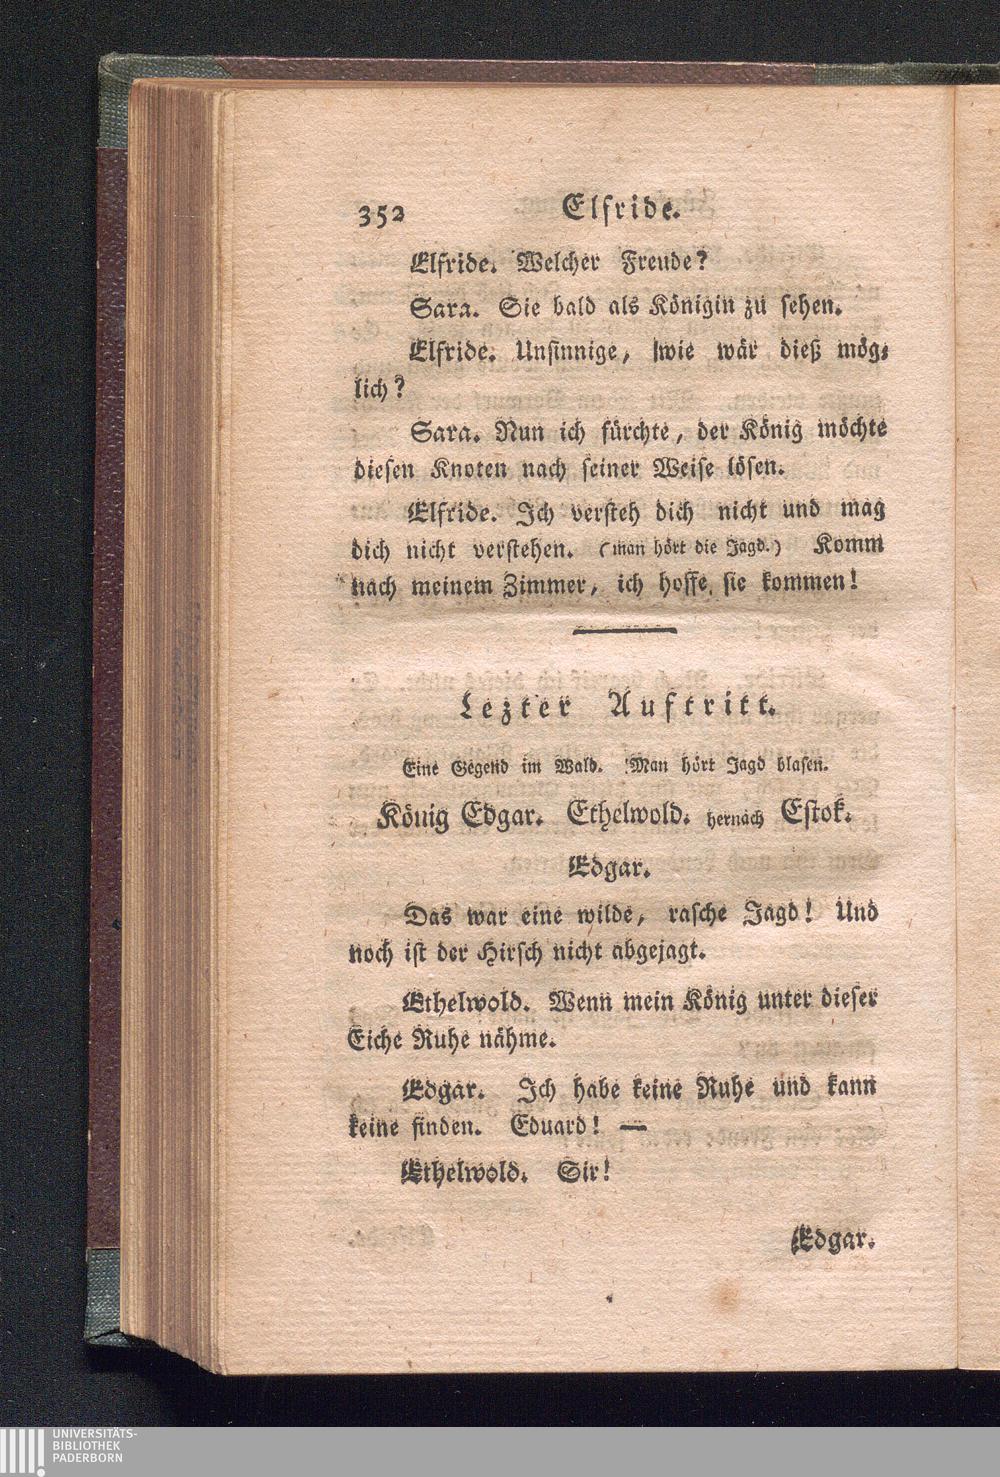 352 Elfride.
Elfride. Welcher Freude?
Sara. Sie bald als Königin zu sehen.
Elfride. Unsinnige, wie wär dieß mög-
lich?
Sara. Nun ich fürchte, der König möchte
diesen Knoten nach seiner Weise lösen.
Elfride. Ich versteh dich nicht und mag
dich nicht verstehen. (man hört die Jagd.) Komm
nach meinem Zimmer, ich hoffe, sie kommen!
Lezter Auftritt.
Eine Gegend im Wald. Man hört Jagd blasen.
König Edgar. Ethelwold. hernach Estok.
Edgar.
Das war eine wilde, rasche Jagd! Und
noch ist der Hirsch nicht abgejagt.
Ethelwold. Wenn mein König unter dieser
Eiche Ruhe nähme.
Edgar. Ich habe keine Ruhe und kann
keine finden. Eduard! —
Ethelwold. Sir!
Edgar.
UNIVERSITÄTS-
BIBLIOTHEK
PADERBORN